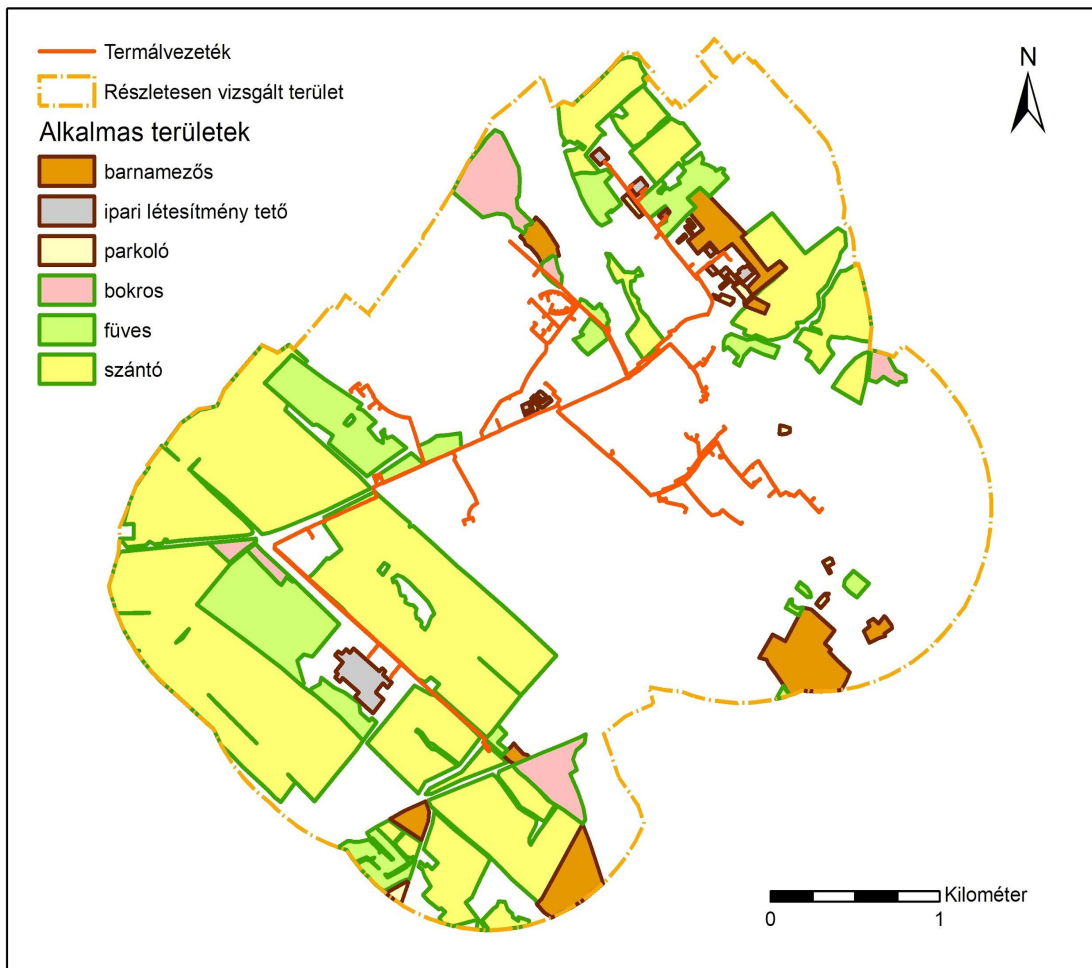 Termálvezeték
Részletesen vizsgált terület
Alkalmas területek
barnamezős
ipari létesítmény tető
parkoló
bokros
füves
szántó
N
Kilométer
0 1